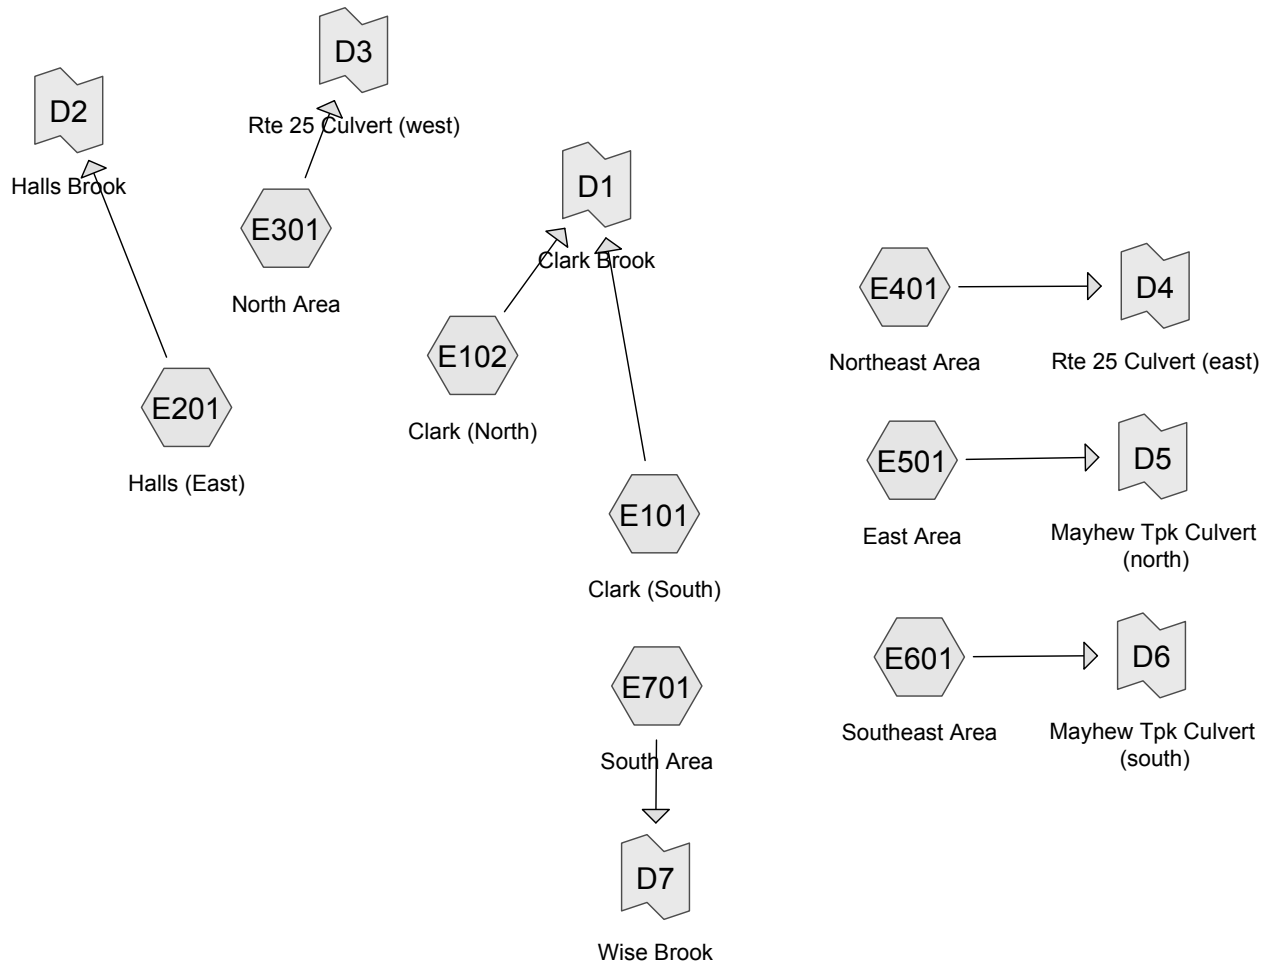 D3
Rte 25 Culvert (west)
D2
Halls Brook
D1
Clark Brook
E301
North Area
E401
Northeast Area
D4
Rte 25 Culvert (east)
E102
Clark (North)
E201
Halls (East)
E501
East Area
D5
Mayhew Tpk Culvert
(north)
E101
Clark (South)
E601
Southeast Area
D6
Mayhew Tpk Culvert
(south)
E701
South Area
D7
Wise Brook